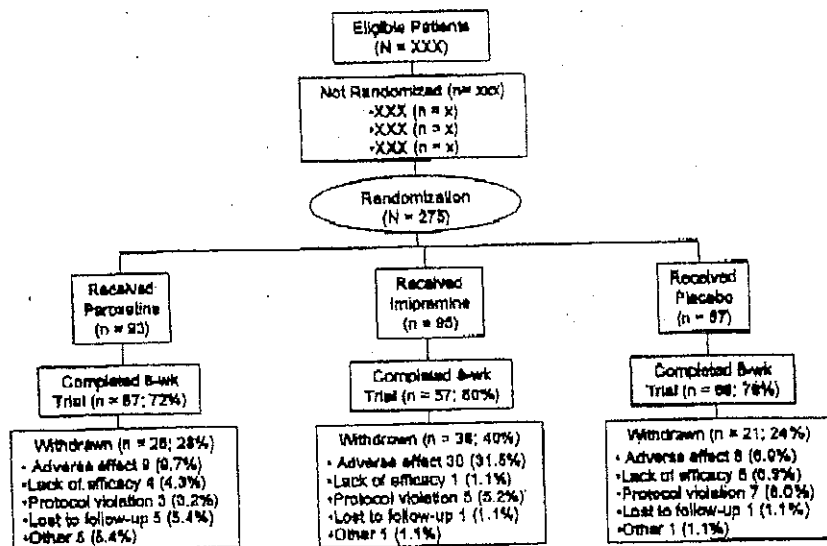 Eligible Patients
(N = XXX)
Not Randomized (n= xxx)
•XXX (n = x)
•XXX (n = x)
•XXX (n = x)
Randomization
(N = 275)
Received
Paroxetine
(n = 93)
Completed 8-wk
Trial (n = 67; 72%)
Withdrawn (n = 26; 28%)
• Adverse effect 9 (9.7%)
•Lack of efficacy 4 (4.3%)
•Protocol violation 3 (3.2%)
•Lost to follow-up 5 (5.4%)
•Other 5 (5.4%)
Received
Imipramine
(n = 95)
Completed 8-wk
Trial (n = 57; 60%)
Withdrawn (n = 38; 40%)
• Adverse effect 30 (31.5%)
•Lack of efficacy 1 (1.1%)
•Protocol violation 5 (5.2%)
•Lost to follow-up 1 (1.1%)
•Other 1 (1.1%)
Received
Placebo
(n = 87)
Completed 8-wk
Trial (n = 66; 76%)
Withdrawn (n = 21; 24%)
• Adverse effect 6 (6.9%)
•Lack of efficacy 6 (6.9%)
•Protocol violation 7 (8.0%)
•Lost to follow-up 1 (1.1%)
•Other 1 (1.1%)